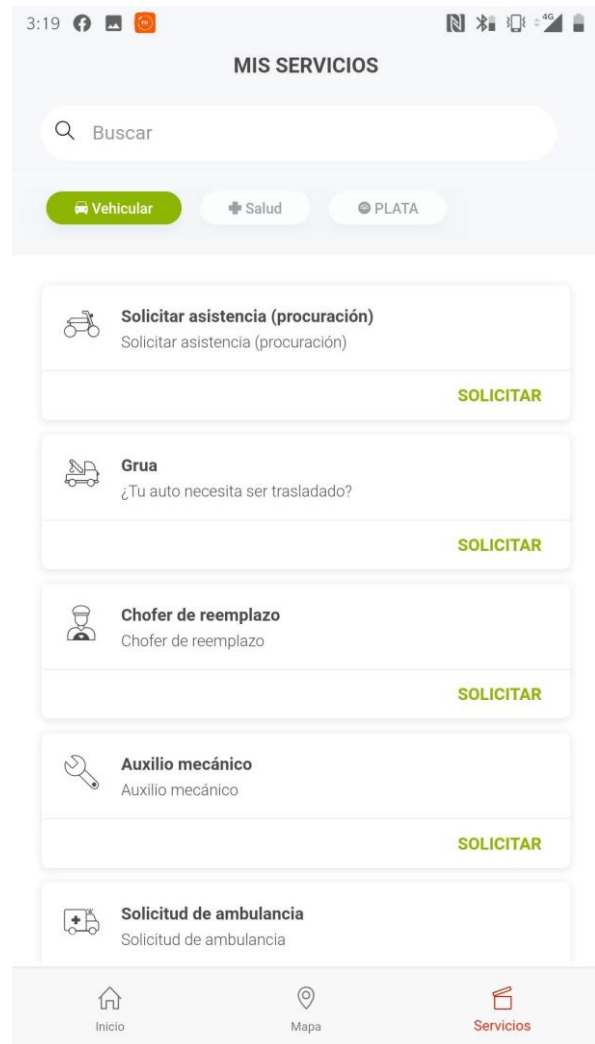 3:19
4G
MIS SERVICIOS
Buscar
Vehicular
Salud
PLATA
Solicitar asistencia (procuración)
Solicitar asistencia (procuración)
SOLICITAR
Grua
¿Tu auto necesita ser trasladado?
SOLICITAR
Chofer de reemplazo
Chofer de reemplazo
SOLICITAR
Auxilio mecánico
Auxilio mecánico
SOLICITAR
Solicitud de ambulancia
Solicitud de ambulancia
Inicio
Mapa
Servicios